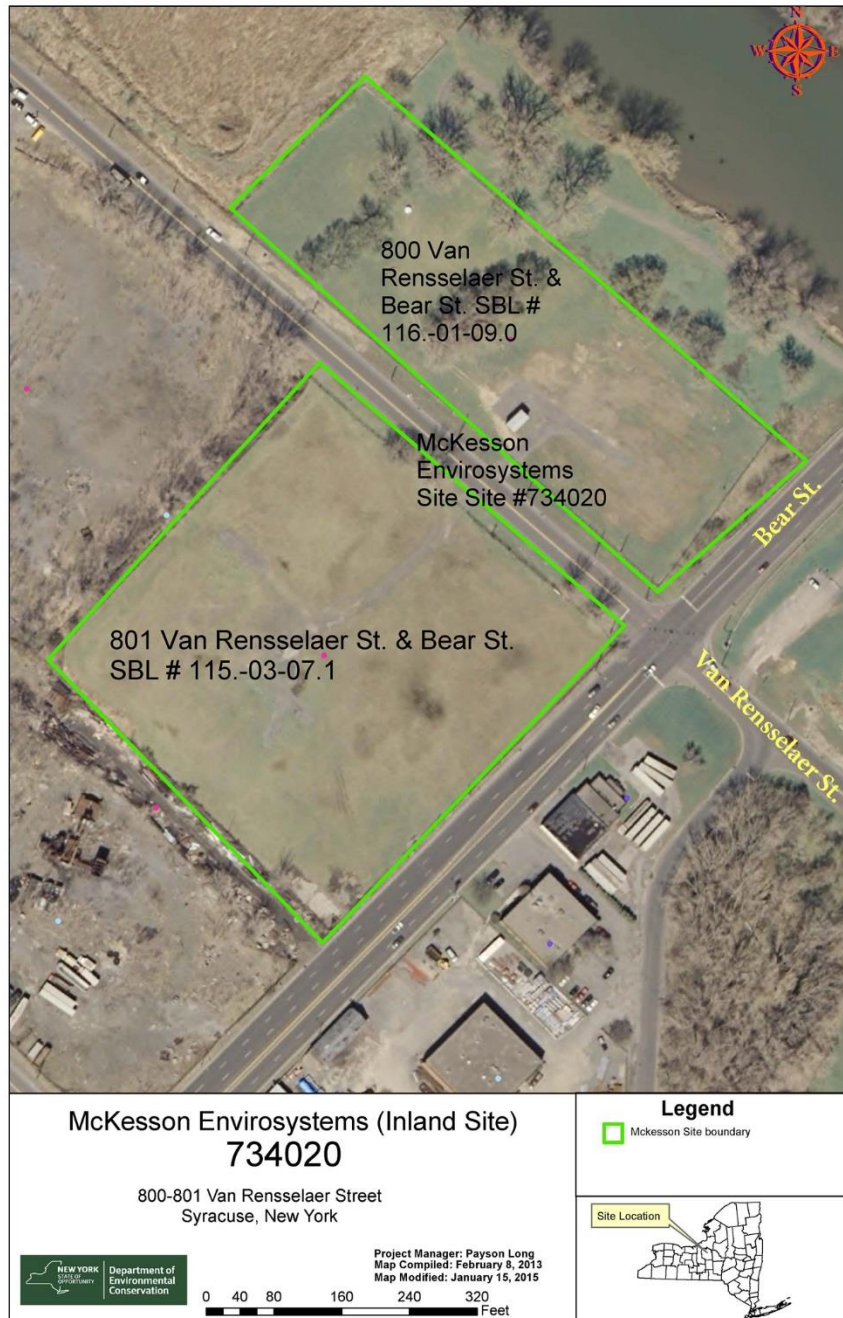 N
W E
S
800 Van
Rensselaer St. &
Bear St. SBL #
116.-01-09.0
McKesson
Envirosystems
Site Site #734020
Bear St.
801 Van Rensselaer St. & Bear St.
SBL # 115.-03-07.1
Van Rensselaer St.
McKesson Envirosystems (Inland Site)
734020
800-801 Van Rensselaer Street
Syracuse, New York
Legend
Mckesson Site boundary
Site Location
NEW YORK
STATE OF
OPPORTUNITY
Department of
Environmental
Conservation
Project Manager: Payson Long
Map Compiled: February 8, 2013
Map Modified: January 15, 2015
0 40 80 160 240 320
Feet